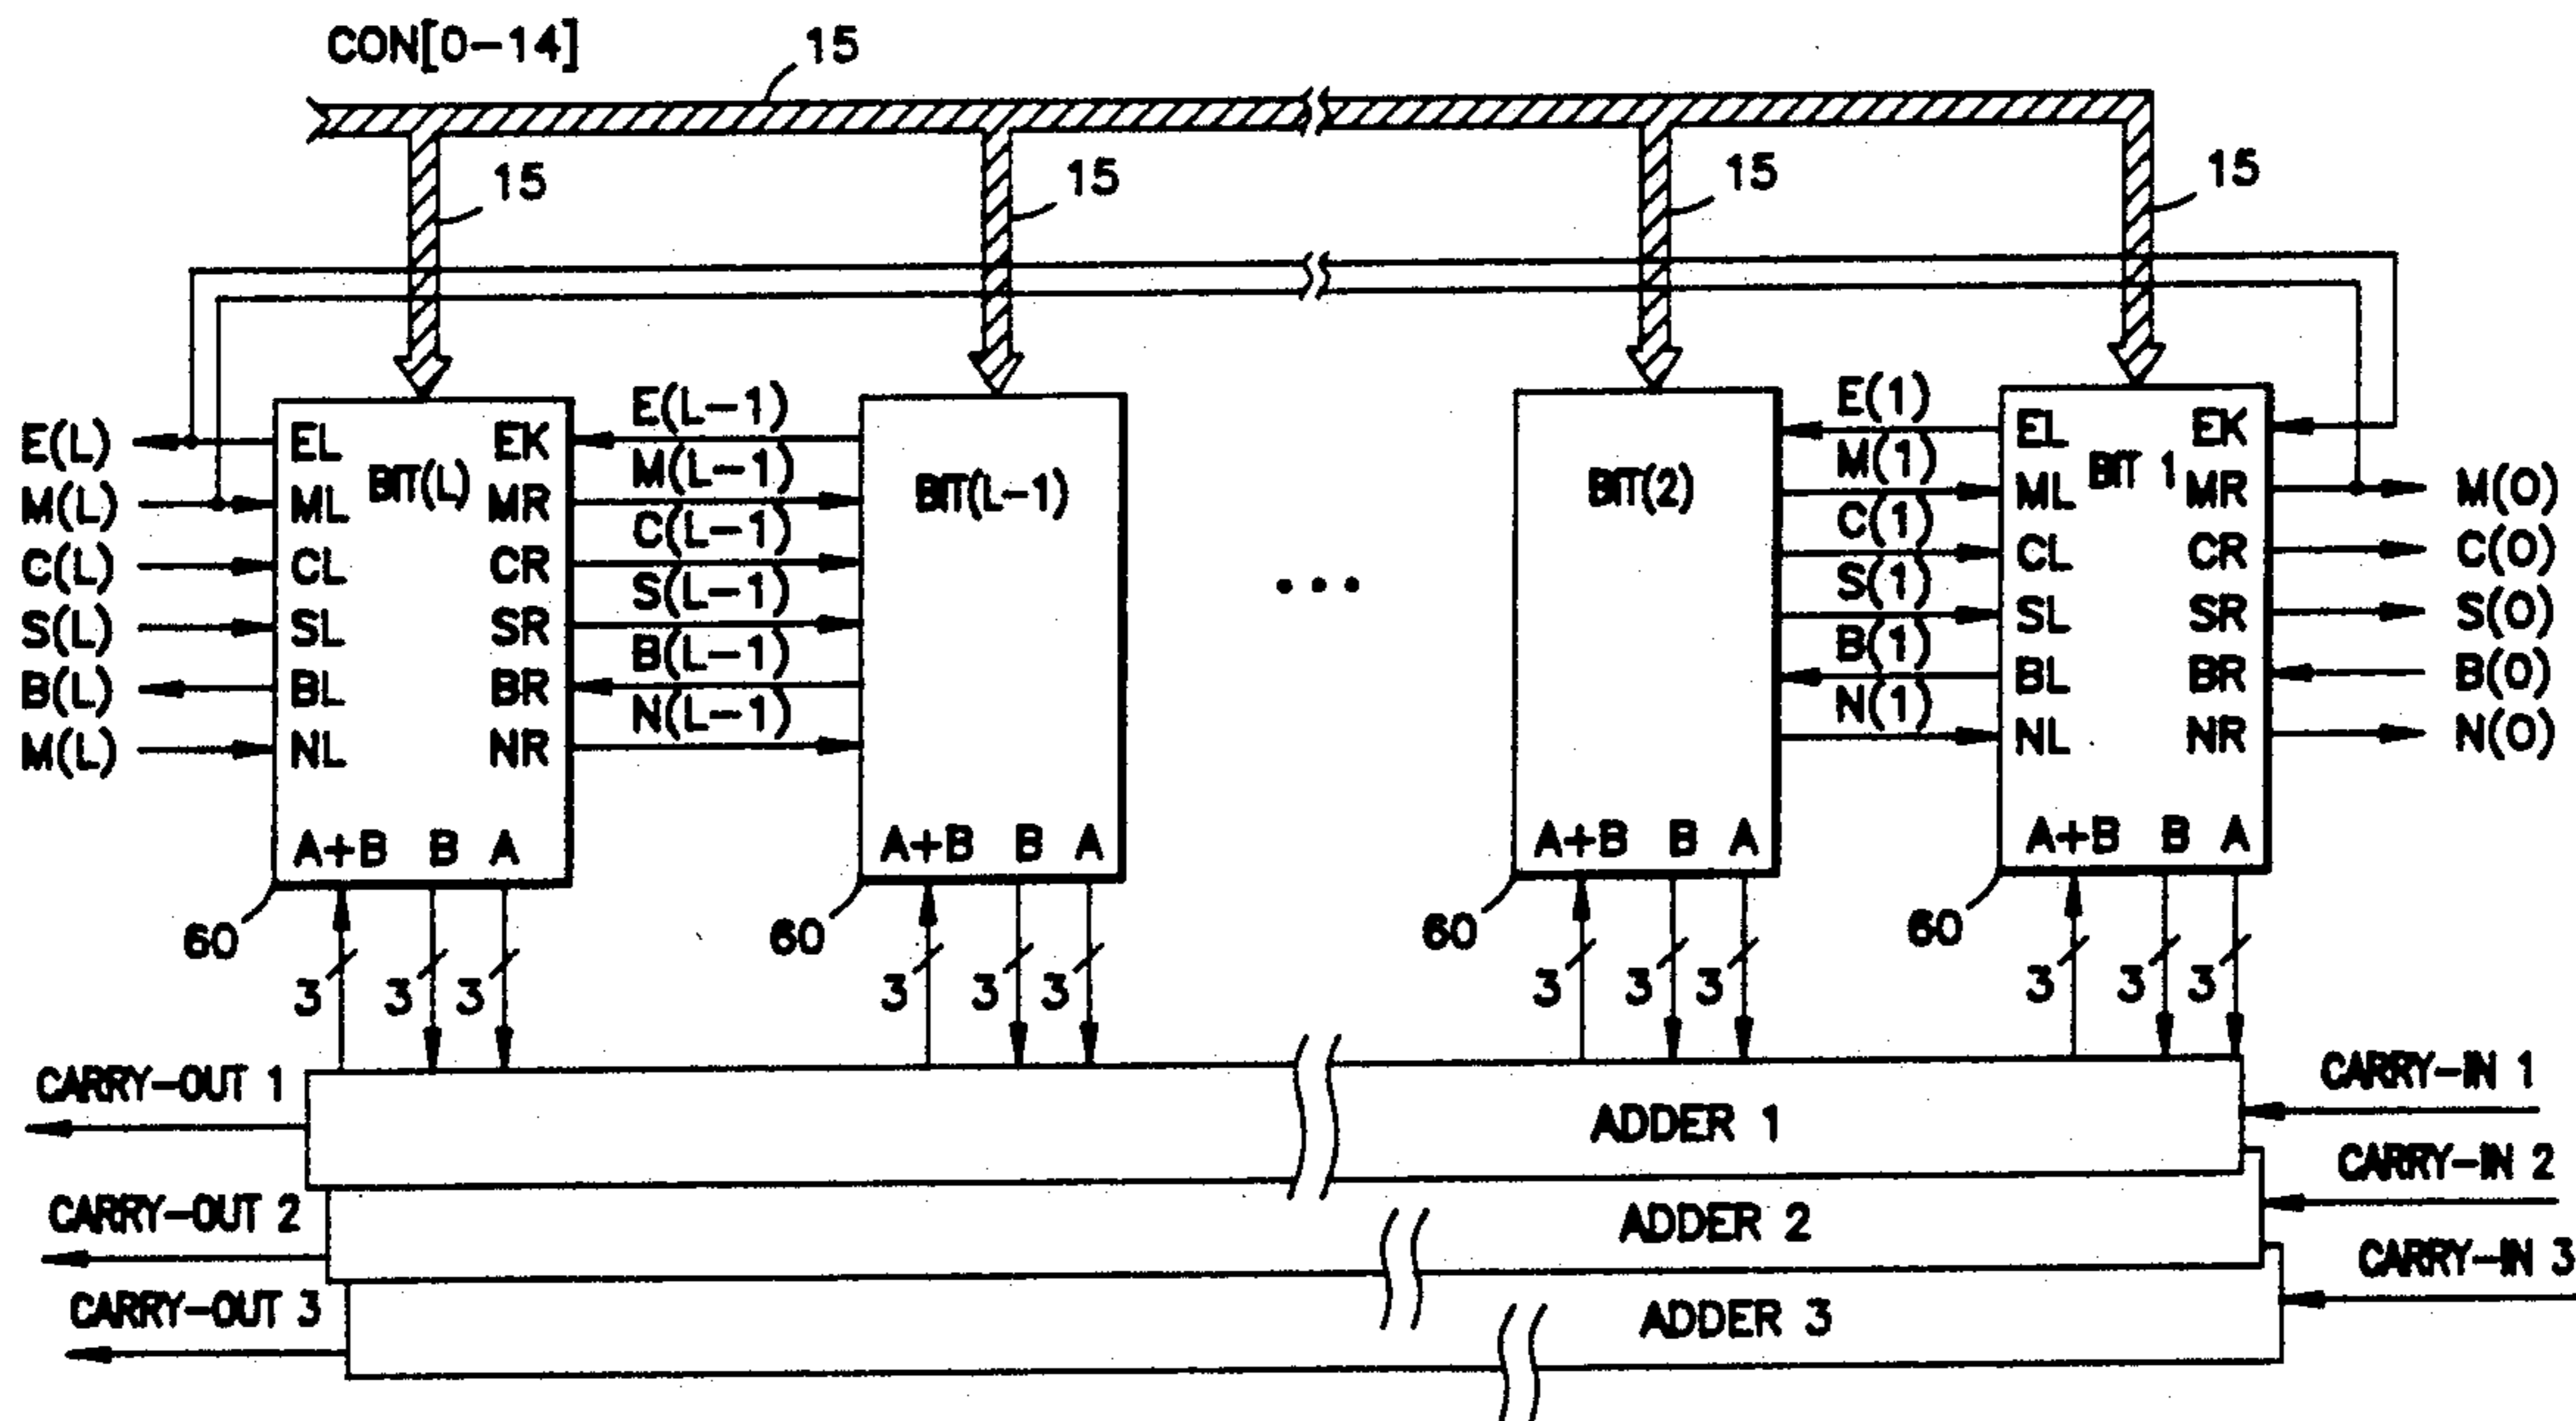 CON[0-14]
15
15
15
15
15
E(L)
M(L)
C(L)
S(L)
B(L)
M(L)
EL
ML
CL
SL
BL
NL
BIT(L)
EK
MR
CR
SR
BR
NR
A+B B A
60
E(L-1)
M(L-1)
C(L-1)
S(L-1)
B(L-1)
N(L-1)
BIT(L-1)
A+B B A
60
...
BIT(2)
A+B B A
60
E(1)
M(1)
C(1)
S(1)
B(1)
N(1)
EL
ML
CL
SL
BL
NL
BIT 1
EK
MR
CR
SR
BR
NR
A+B B A
60
M(0)
C(0)
S(0)
B(0)
N(0)
3 3 3
3 3 3
3 3 3
3 3 3
CARRY-OUT 1
ADDER 1
CARRY-IN 1
CARRY-OUT 2
ADDER 2
CARRY-IN 2
CARRY-OUT 3
ADDER 3
CARRY-IN 3